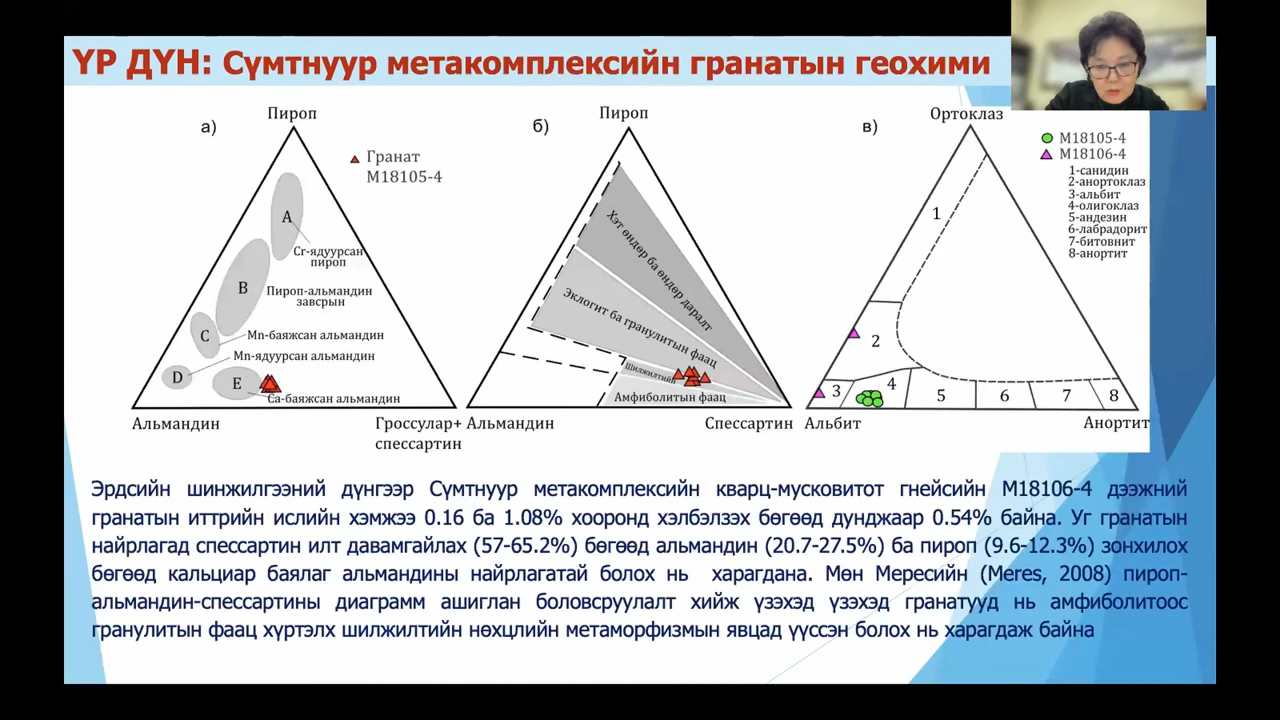 ҮР ДҮН: Сүмтнуур метакомплексийн гранатын геохими
а)
Пироп
Гранат
М18105-4
A
Cr-ядуурсан
пироп
B
Пироп-альмандин
завсрын
C
Mn-баяжсан альмандин
Mn-ядуурсан альмандин
D
E
Ca-баяжсан альмандин
Альмандин
Гроссулар+
спессартин
б)
Пироп
Хэт өндөр ба өндөр даралт
Эклогит ба гранулитын фаац
Шилжилтийн
Амфиболитын фаац
Альмандин
Спессартин
в)
Ортоклаз
М18105-4
М18106-4
1-санидин
2-анортоклаз
3-альбит
4-олигоклаз
5-андезин
6-лабрадорит
7-битовнит
8-анортит
1
2
3
4
5
6
7
8
Альбит
Анортит
Эрдсийн шинжилгээний дүнгээр Сүмтнуур метакомплексийн кварц-мусковитот гнейсийн М18106-4 дээжний
гранатын иттрийн ислийн хэмжээ 0.16 ба 1.08% хооронд хэлбэлзэх бөгөөд дунджаар 0.54% байна. Уг гранатын
найрлагад спессартин илт давамгайлах (57-65.2%) бөгөөд альмандин (20.7-27.5%) ба пироп (9.6-12.3%) зонхилох
бөгөөд кальциар баялаг альмандины найрлагатай болох нь харагдана. Мөн Мересийн (Meres, 2008) пироп-
альмандин-спессартины диаграмм ашиглан боловсруулалт хийж үзэхэд үзэхэд гранатууд нь амфиболитоос
гранулитын фаац хүртэлх шилжилтийн нөхцлийн метаморфизмын явцад үүссэн болох нь харагдаж байна